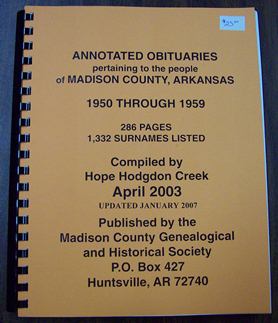 $25.00
ANNOTATED OBITUARIES
pertaining to the people
of MADISON COUNTY, ARKANSAS
1950 THROUGH 1959
286 PAGES
1,332 SURNAMES LISTED
Compiled by
Hope Hodgdon Creek
April 2003
UPDATED JANUARY 2007
Published by the
Madison County Genealogical
and Historical Society
P.O. Box 427
Huntsville, AR 72740